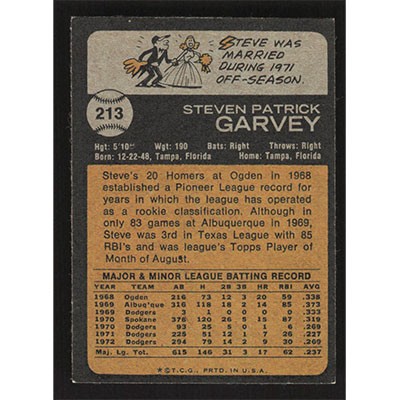 STEVE WAS
MARRIED
DURING 1971
OFF-SEASON.
213
STEVEN PATRICK
GARVEY
Hgt: 5'10" Wgt: 190 Bats: Right Throws: Right
Born: 12-22-48, Tampa, Florida Home: Tampa, Florida
Steve's 20 Homers at Ogden in 1968
established a Pioneer League record for
years in which the league has operated
as a rookie classification. Although in
only 83 games at Albuquerque in 1969,
Steve was 3rd in Texas League with 85
RBI's and was league's Topps Player of
Month of August.
MAJOR & MINOR LEAGUE BATTING RECORD
YEAR TEAM AB H 2B 3B HR RBI AVG
1968 Ogden 216 73 12 3 20 59 .338
1969 Albuq'que 316 118 18 2 14 85 .373
1969 Dodgers 3 1 0 0 0 0 .333
1970 Spokane 376 120 26 5 15 87 .319
1970 Dodgers 93 25 5 0 1 6 .269
1971 Dodgers 225 51 12 1 7 26 .227
1972 Dodgers 294 79 14 2 9 30 .269
Maj. Lg. Tot. 615 146 31 3 17 62 .237
*©T.C.G. PRTD. IN U.S.A.